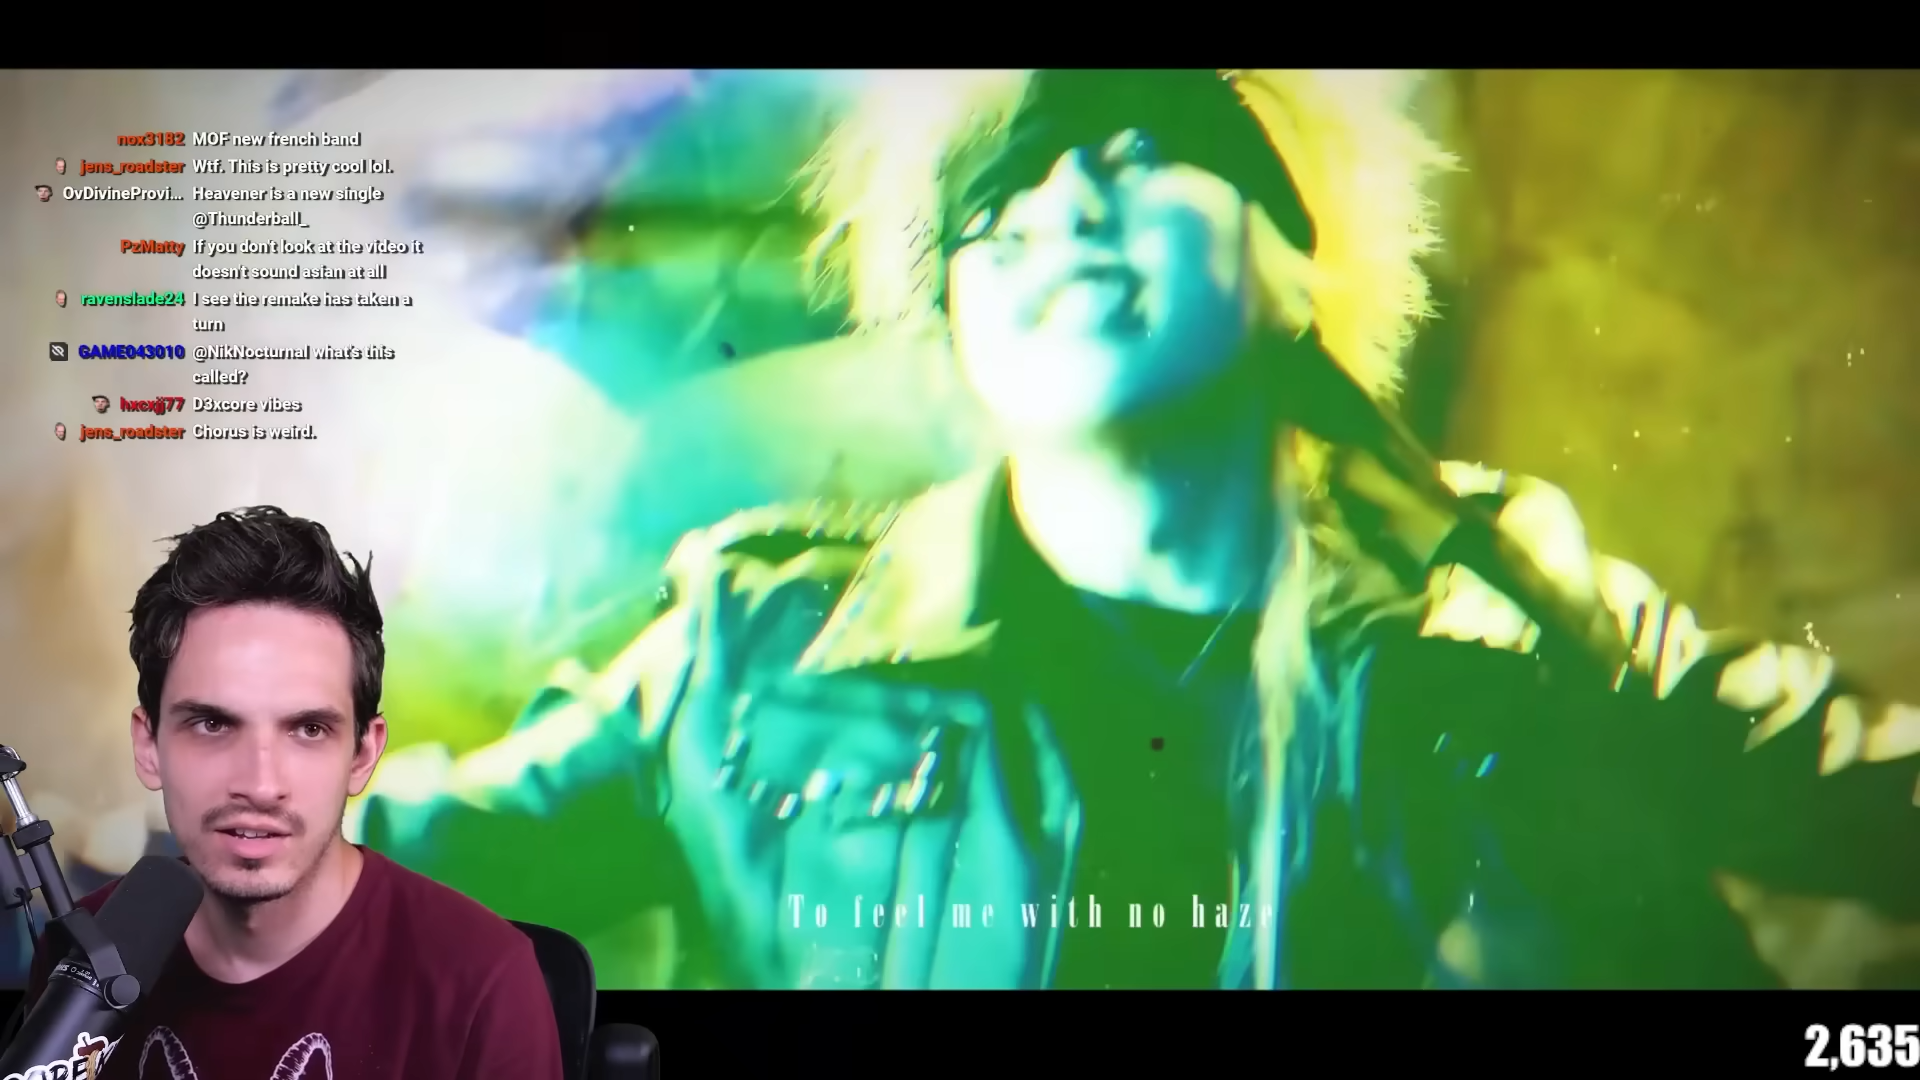 nox3182 MOF new french band
jens_roadster Wtf. This is pretty cool lol.
OvDivineProvi... Heavener is a new single
@Thunderball_
PzMatty If you don't look at the video it
doesn't sound asian at all
ravenslade24 I see the remake has taken a
turn
GAME043010 @NikNocturnal what's this
called?
hxcxjj77 D3xcore vibes
jens_roadster Chorus is weird.
To feel me with no haze
2,635